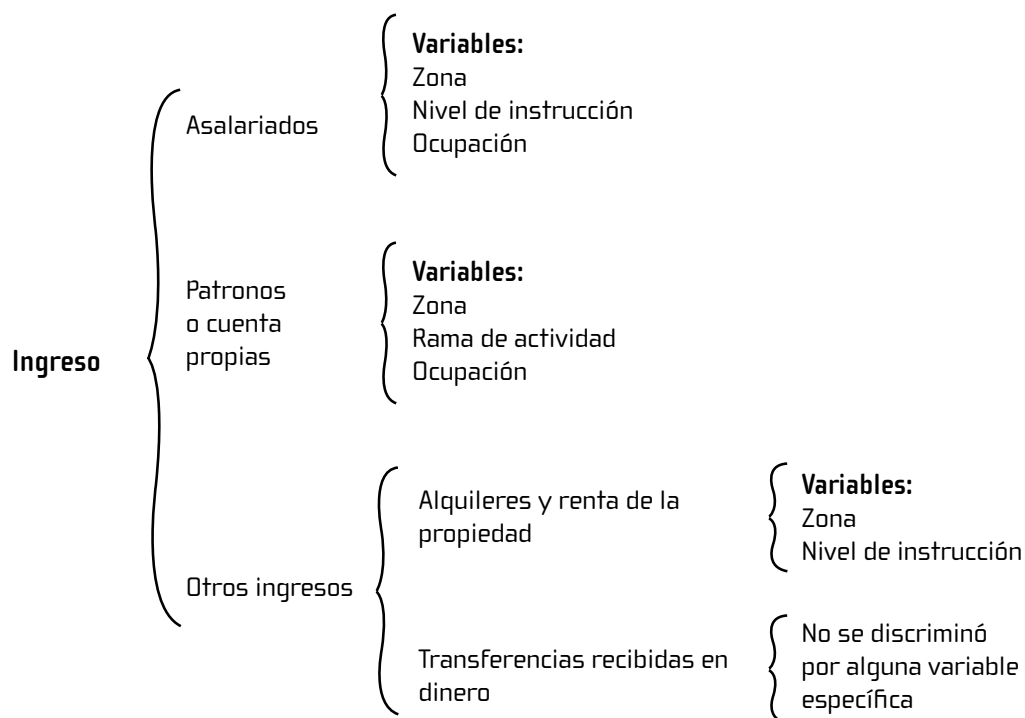 Ingreso
Asalariados
Variables:
Zona
Nivel de instrucción
Ocupación
Patronos
o cuenta
propias
Variables:
Zona
Rama de actividad
Ocupación
Otros ingresos
Alquileres y renta de la
propiedad
Variables:
Zona
Nivel de instrucción
Transferencias recibidas en
dinero
No se discriminó
por alguna variable
específica